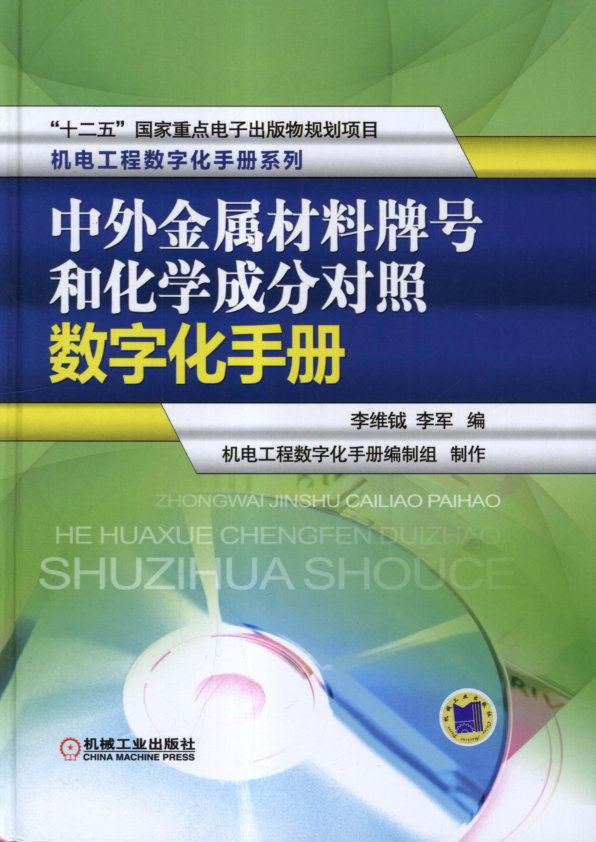 “十二五”国家重点电子出版物规划项目
机电工程数字化手册系列
中外金属材料牌号
和化学成分对照
数字化手册
李维钺 李军 编
机电工程数字化手册编制组 制作
ZHONGWAI JINSHU CAILIAO PAIHAO
HE HUAXUE CHENGFEN DUIZHAO
SHUZIHUA SHOUCE
机械工业出版社
CHINA MACHINE PRESS